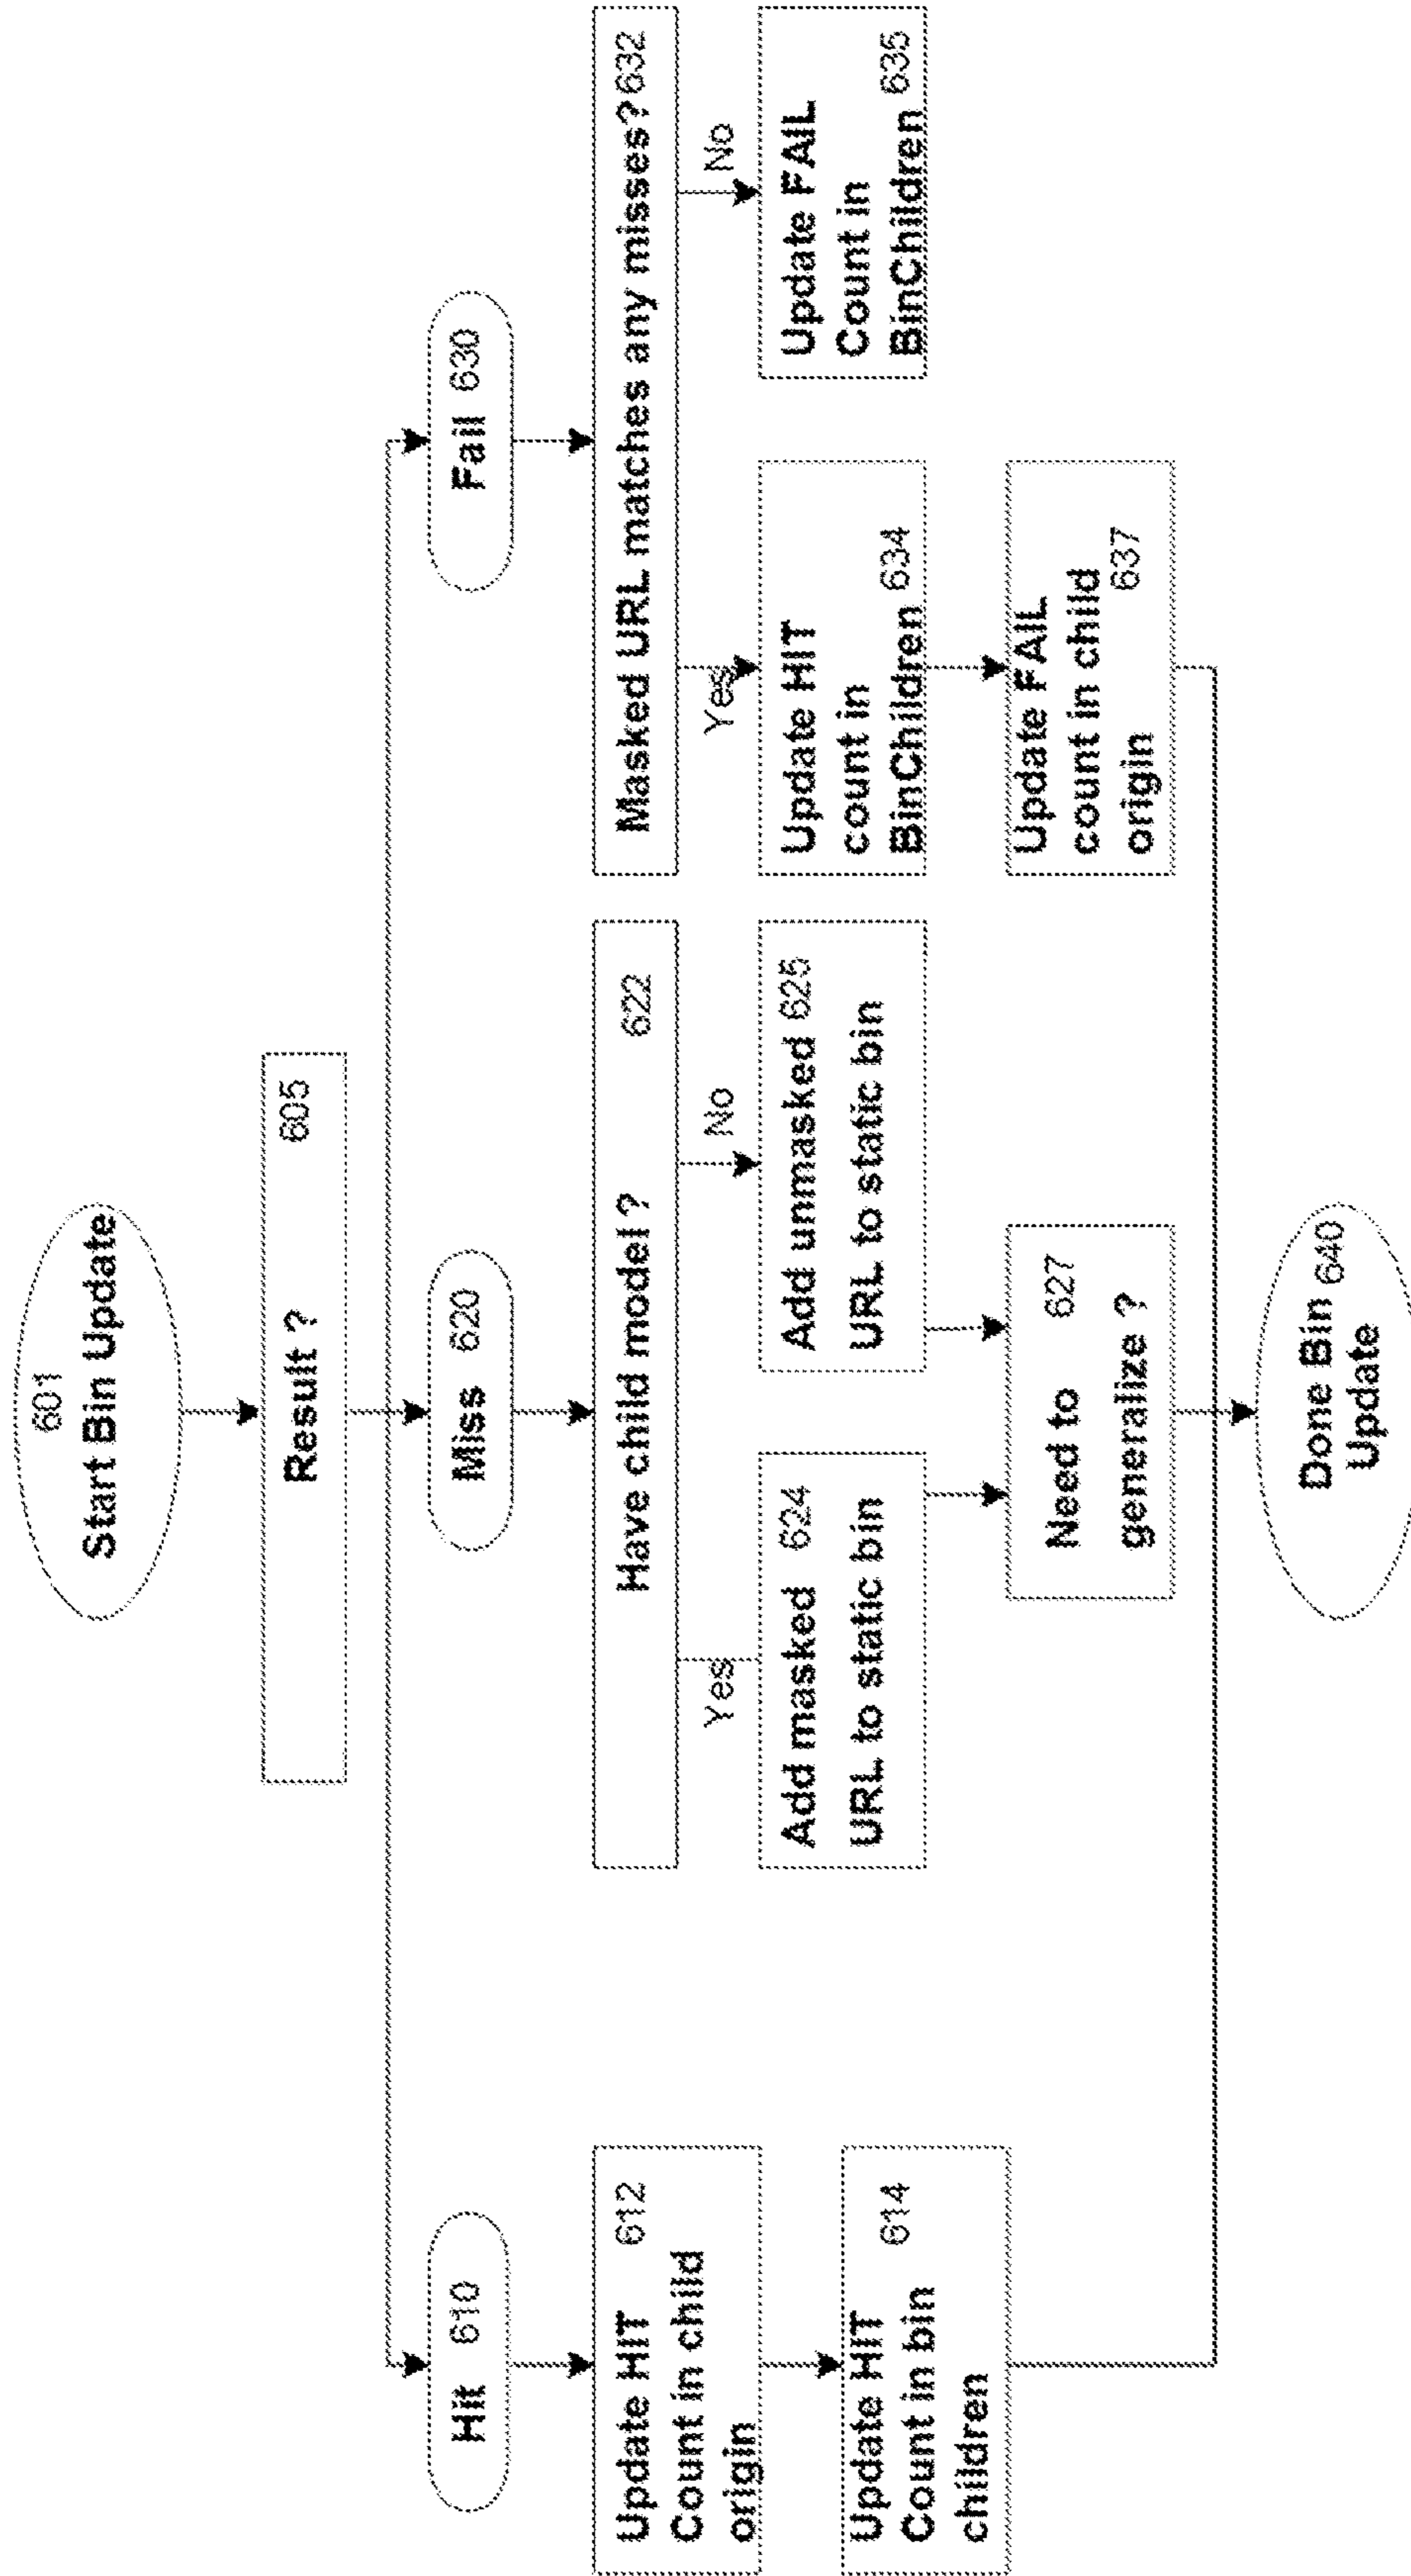 601
Start Bin Update
Result ? 605
Hit 610
Miss 620
Fail 630
Update HIT 612
Count in child
origin
Update HIT
Count in bin 614
children
Have child model ? 622
Yes
No
Add masked 624
URL to static bin
Add unmasked 625
URL to static bin
Need to 627
generalize ?
Masked URL matches any misses? 632
Yes
No
Update HIT
count in
BinChildren 634
Update FAIL
Count in
BinChildren 635
Update FAIL
count in child
origin 637
Done Bin 640
Update